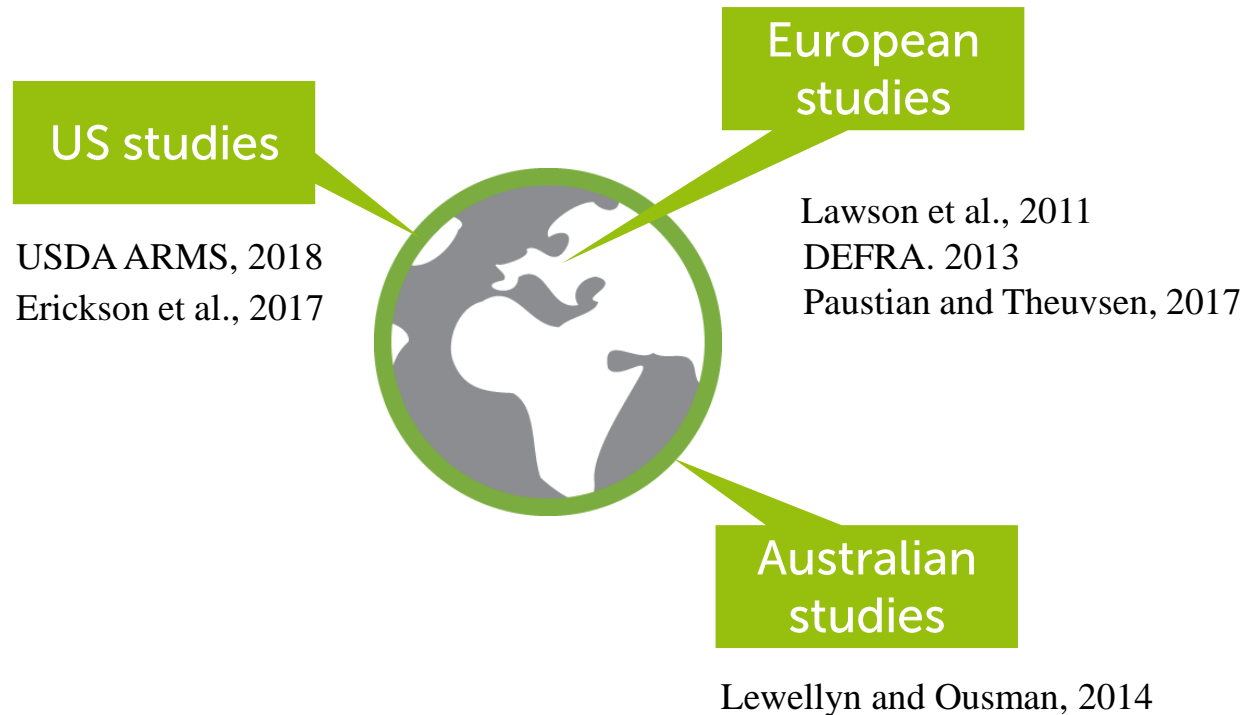 US studies
USDA ARMS, 2018
Erickson et al., 2017
European
studies
Lawson et al., 2011
DEFRA. 2013
Paustian and Theuvsen, 2017
Australian
studies
Lewellyn and Ousman, 2014